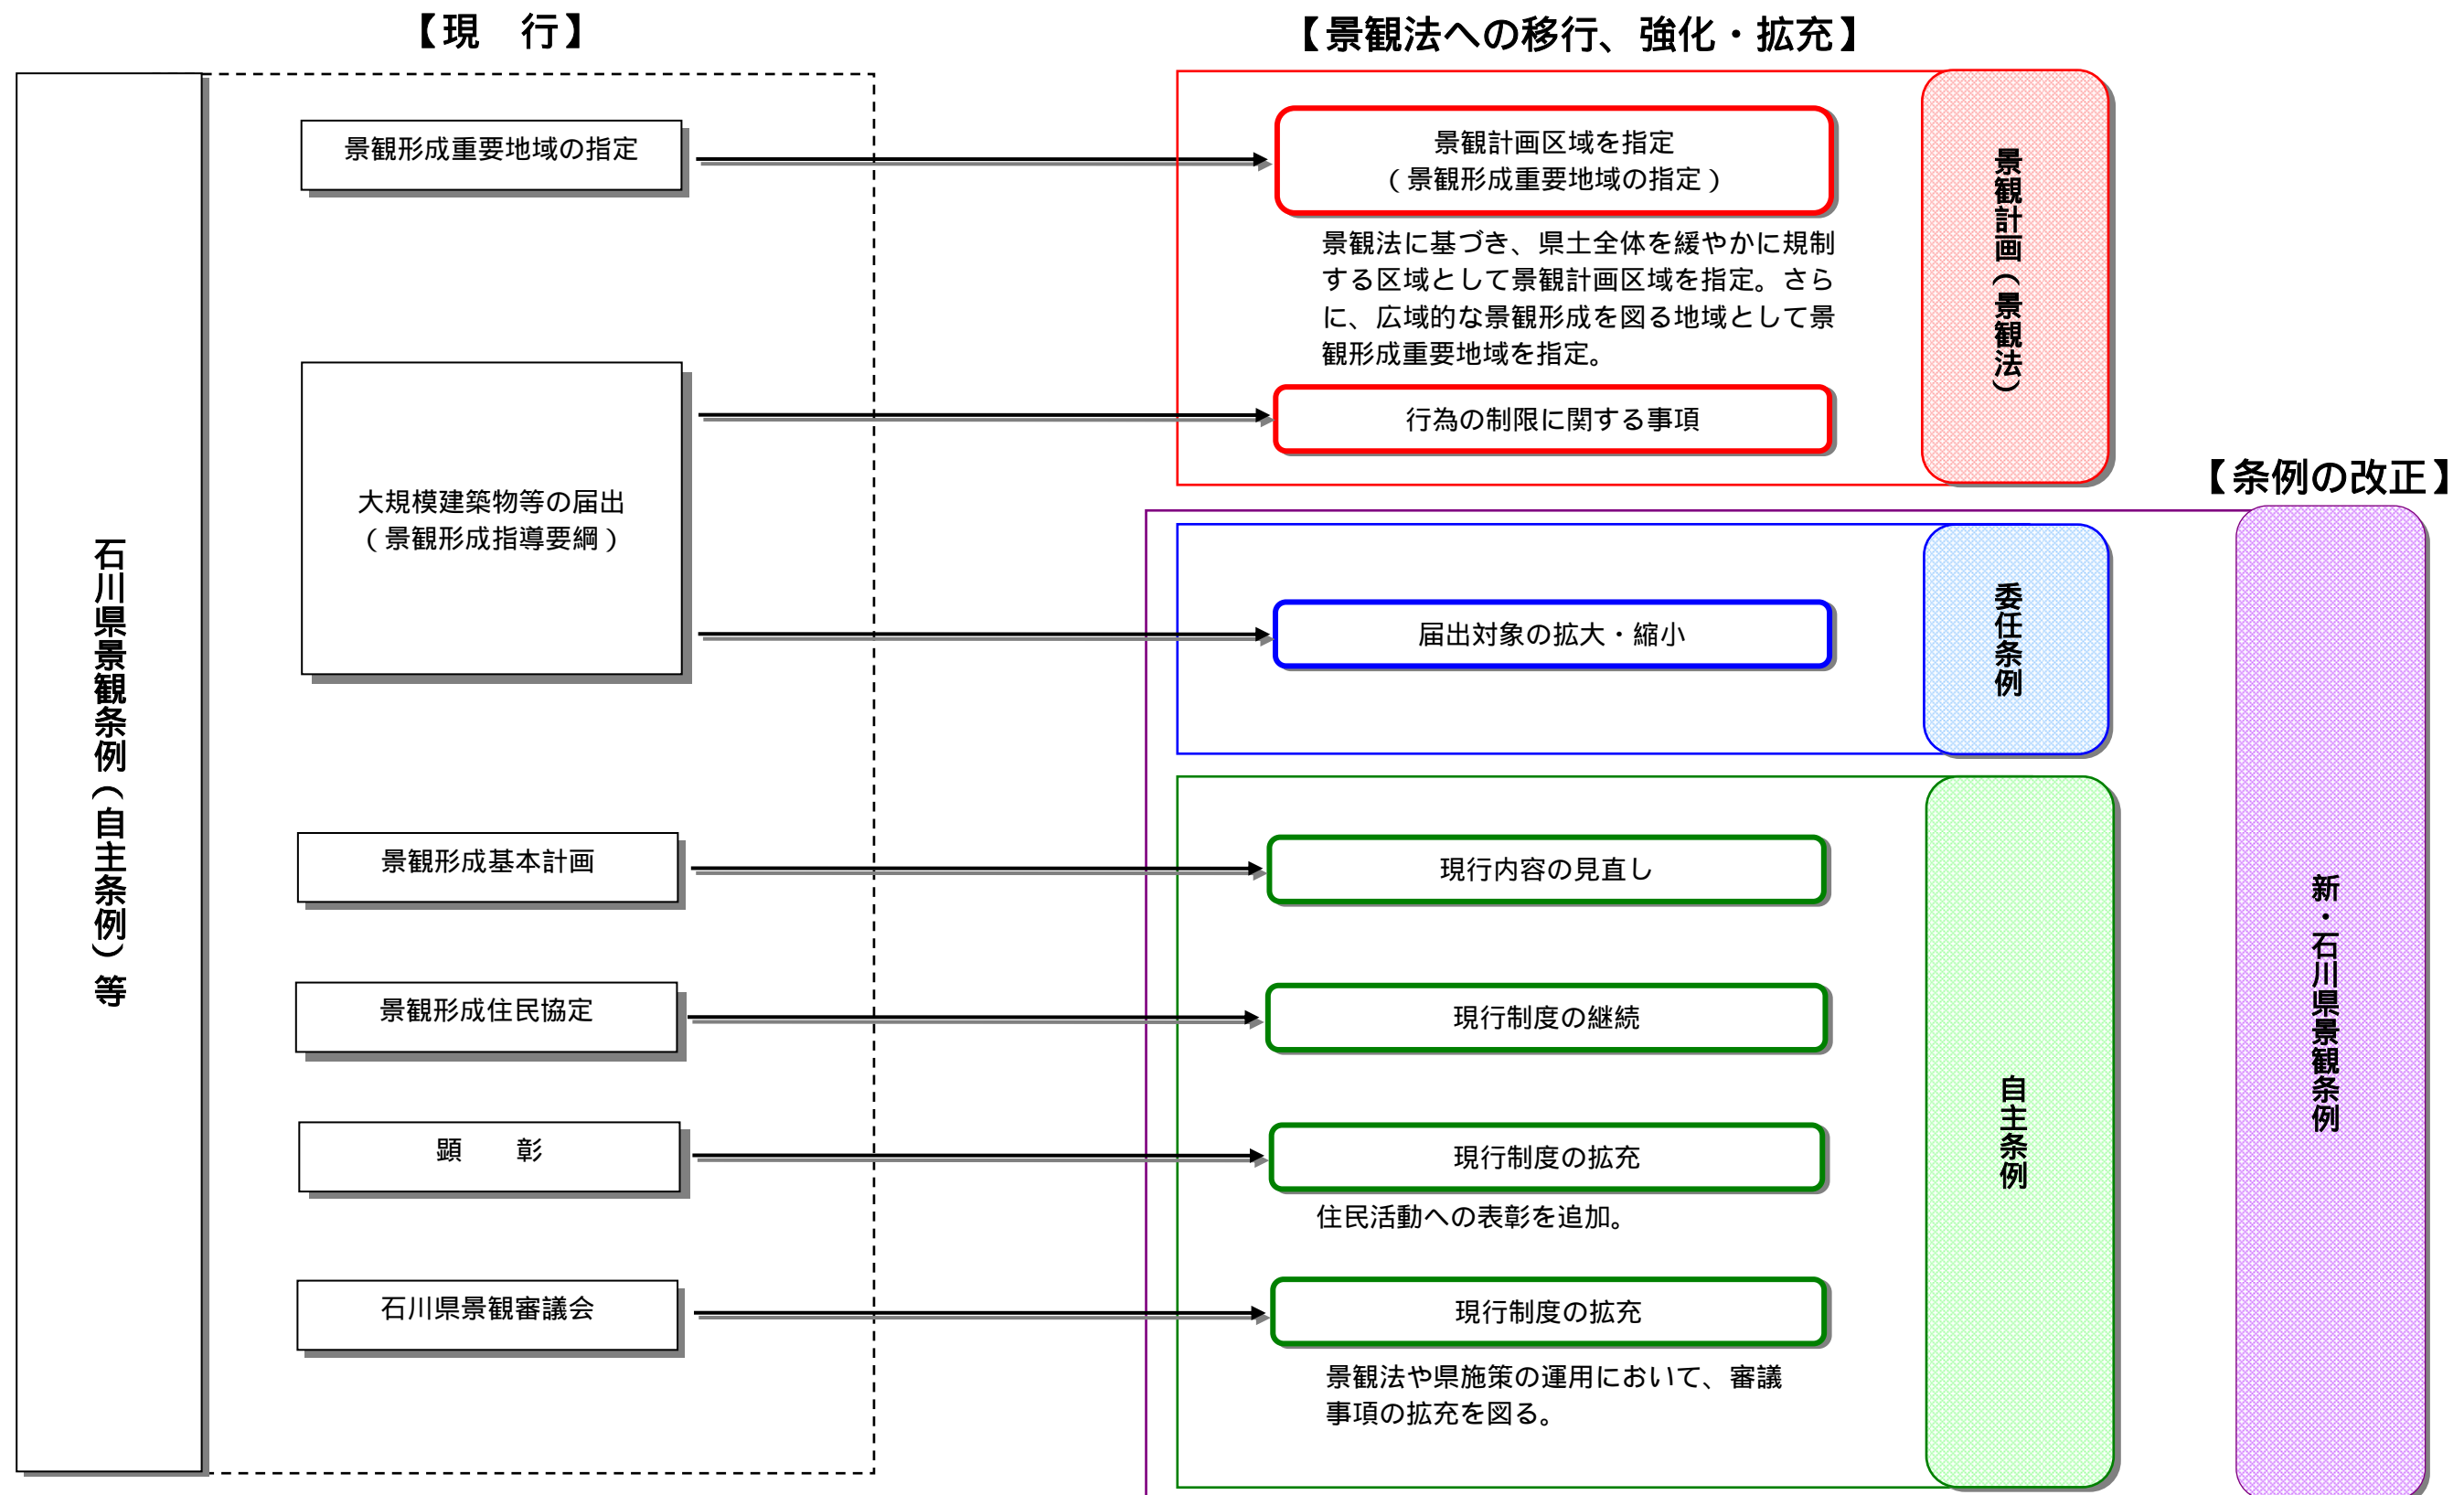 【現　行】
【景観法への移行、強化・拡充】
石川県景観条例（自主条例）等
景観形成重要地域の指定
景観計画区域を指定
（景観形成重要地域の指定）
景観法に基づき、県土全体を緩やかに規制
する区域として景観計画区域を指定。さら
に、広域的な景観形成を図る地域として景
観形成重要地域を指定。
景観計画（景観法）
大規模建築物等の届出
（景観形成指導要綱）
行為の制限に関する事項
【条例の改正】
届出対象の拡大・縮小
委任条例
景観形成基本計画
現行内容の見直し
景観形成住民協定
現行制度の継続
顕　　彰
現行制度の拡充
住民活動への表彰を追加。
石川県景観審議会
現行制度の拡充
景観法や県施策の運用において、審議
事項の拡充を図る。
自主条例
新・石川県景観条例